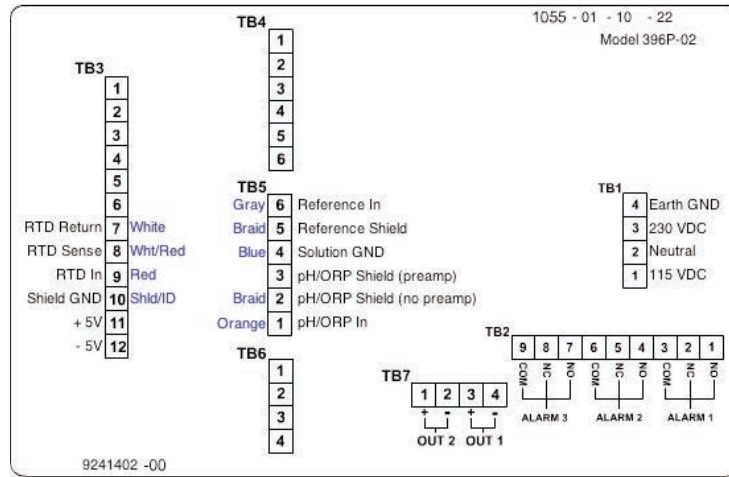 1055 - 01 - 10 - 22
Model 396P-02
TB4
1
2
3
4
5
6
TB3
1
2
3
4
5
6
RTD Return 7 White
RTD Sense 8 Wht/Red
RTD In 9 Red
Shield GND 10 Shld/ID
+ 5V 11
- 5V 12
TB5
Gray 6 Reference In
Braid 5 Reference Shield
Blue 4 Solution GND
3 pH/ORP Shield (preamp)
Braid 2 pH/ORP Shield (no preamp)
Orange 1 pH/ORP In
TB1
4 Earth GND
3 230 VDC
2 Neutral
1 115 VDC
TB6
1
2
3
4
TB7
1 2 3 4
+ - + -
OUT 2 OUT 1
TB2
9 8 7 6 5 4 3 2 1
COM NC NO COM NC NO COM NC NO
ALARM 3 ALARM 2 ALARM 1
9241402 -00